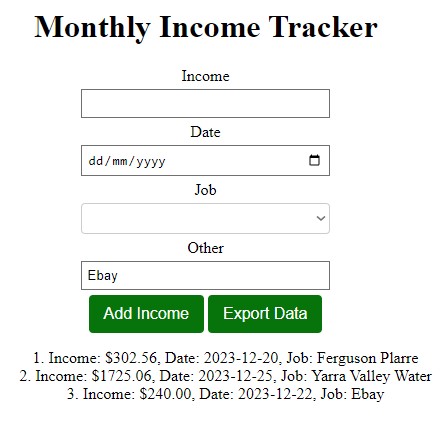 Monthly Income Tracker
Income
Date
dd/mm/yyyy
Job
Other
Ebay
Add Income Export Data
1. Income: $302.56, Date: 2023-12-20, Job: Ferguson Plarre
2. Income: $1725.06, Date: 2023-12-25, Job: Yarra Valley Water
3. Income: $240.00, Date: 2023-12-22, Job: Ebay